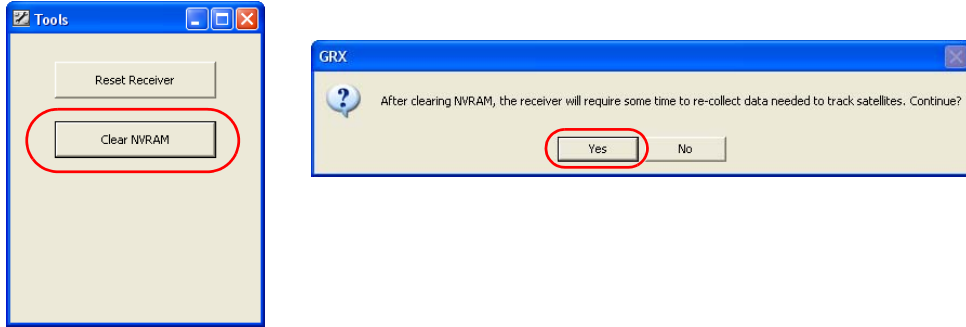 Tools
Reset Receiver
Clear NVRAM
GRX
After clearing NVRAM, the receiver will require some time to re-collect data needed to track satellites. Continue?
Yes
No